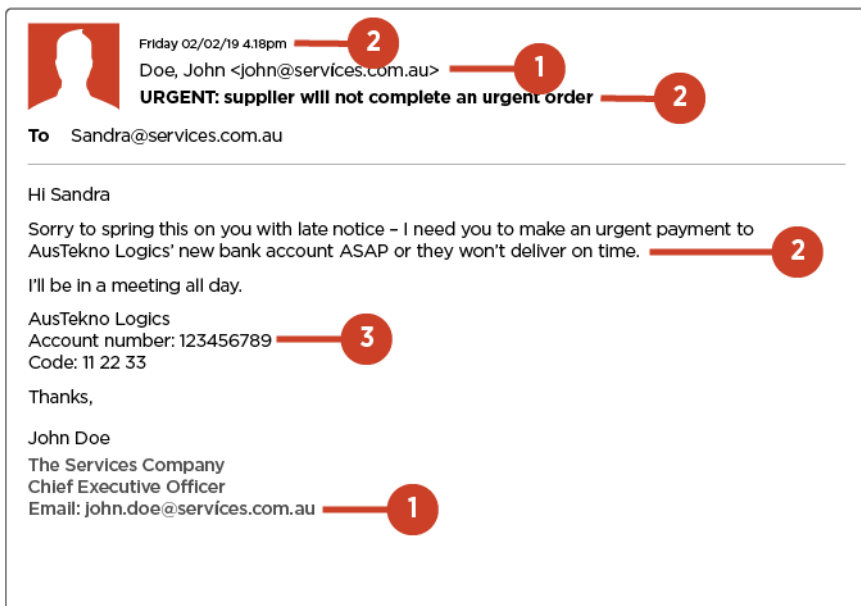 Friday 02/02/19 4.18pm
2
Doe, John <john@servíces.com.au>
1
URGENT: supplier will not complete an urgent order
2
To Sandra@services.com.au
Hi Sandra
Sorry to spring this on you with late notice – I need you to make an urgent payment to
AusTekno Logics’ new bank account ASAP or they won’t deliver on time.
2
I’ll be in a meeting all day.
AusTekno Logics
Account number: 123456789
3
Code: 11 22 33
Thanks,
John Doe
The Services Company
Chief Executive Officer
Email: john.doe@servíces.com.au
1